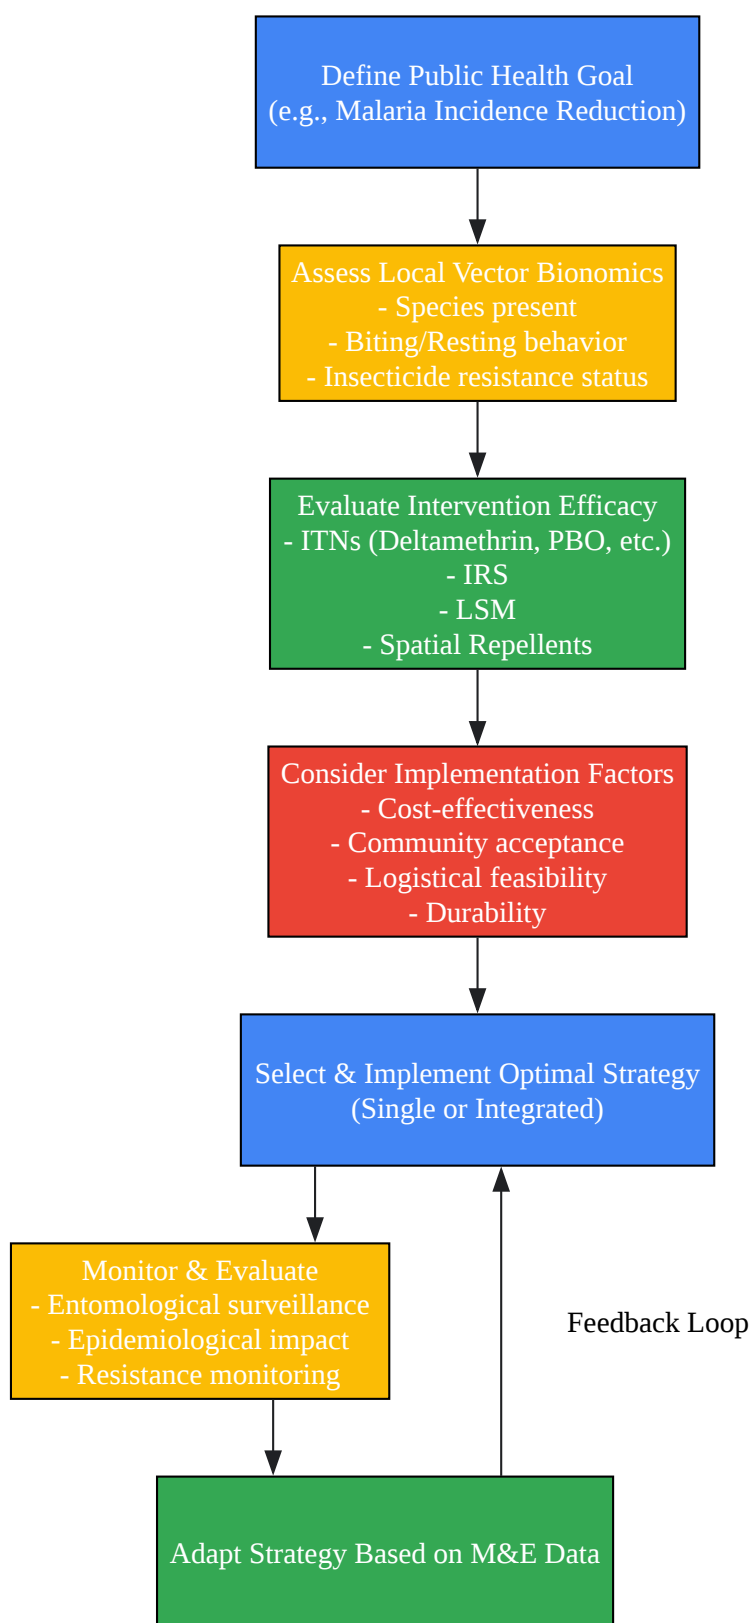 Define Public Health Goal
(e.g., Malaria Incidence Reduction)
Assess Local Vector Bionomics
- Species present
- Biting/Resting behavior
- Insecticide resistance status
Evaluate Intervention Efficacy
- ITNs (Deltamethrin, PBO, etc.)
- IRS
- LSM
- Spatial Repellents
Consider Implementation Factors
- Cost-effectiveness
- Community acceptance
- Logistical feasibility
- Durability
Select & Implement Optimal Strategy
(Single or Integrated)
Monitor & Evaluate
- Entomological surveillance
- Epidemiological impact
- Resistance monitoring
Feedback Loop
Adapt Strategy Based on M&E Data